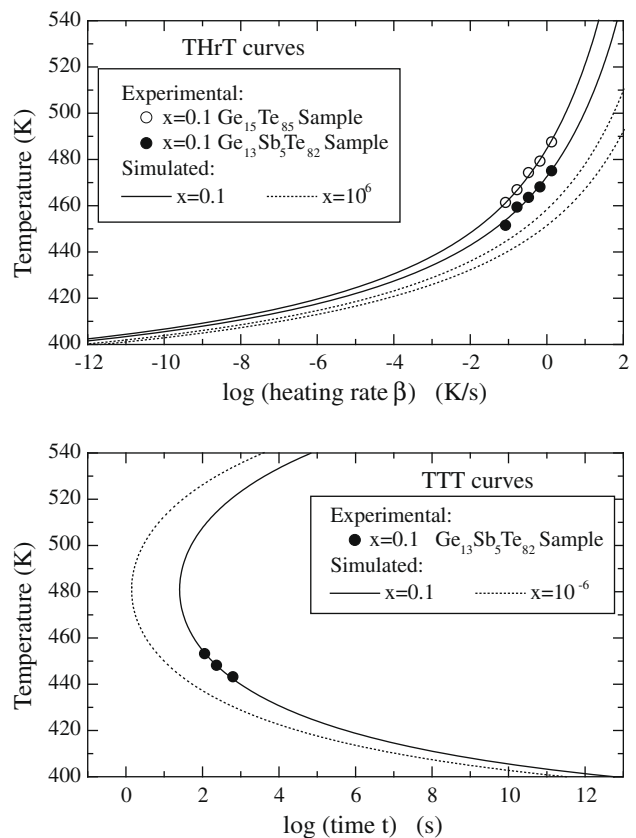 THrT curves
Experimental:
x=0.1 Ge15Te85 Sample
x=0.1 Ge13Sb5Te82 Sample
Simulated:
x=0.1 x=10^6
Temperature (K)
540
520
500
480
460
440
420
400
-12 -10 -8 -6 -4 -2 0 2
log (heating rate β) (K/s)
TTT curves
Experimental:
x=0.1 Ge13Sb5Te82 Sample
Simulated:
x=0.1 x=10^-6
Temperature (K)
540
520
500
480
460
440
420
400
0 2 4 6 8 10 12
log (time t) (s)